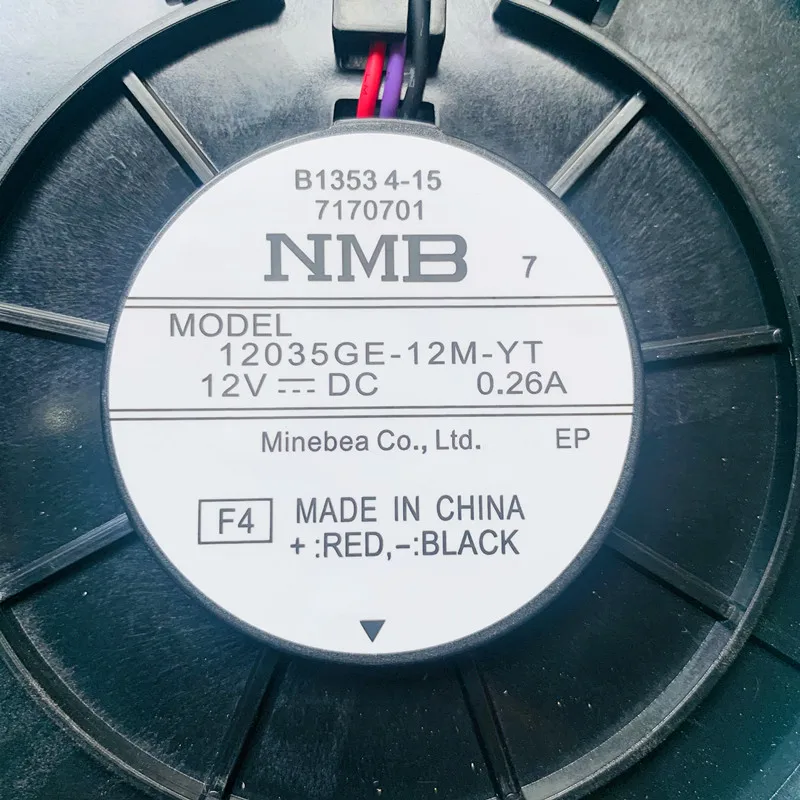 B1353 4-15
7170701
NMB 7
MODEL
12035GE-12M-YT
12V ⎓ DC 0.26A
Minebea Co., Ltd. EP
F4 MADE IN CHINA
+ :RED,–:BLACK